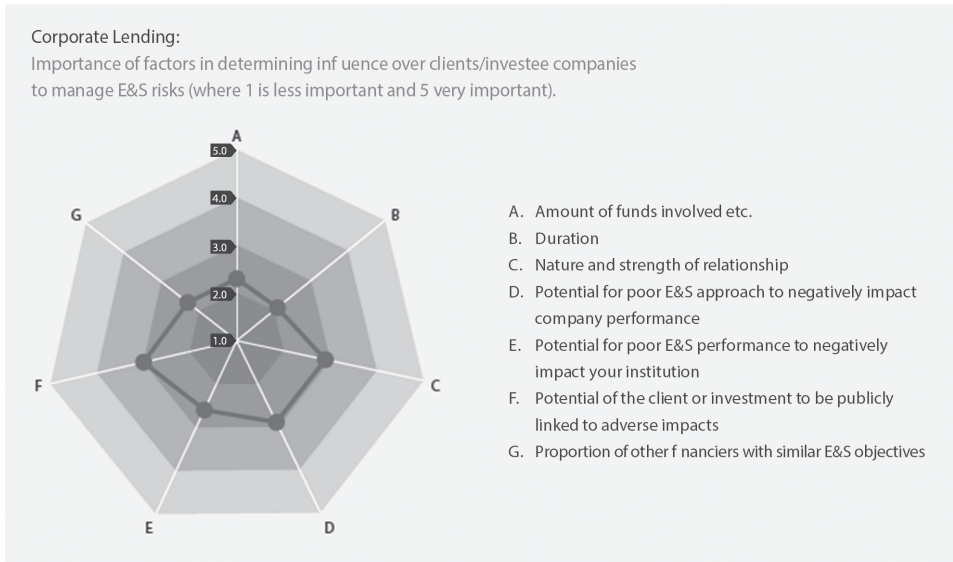 Corporate Lending:
Importance of factors in determining inf uence over clients/investee companies
to manage E&S risks (where 1 is less important and 5 very important).
A
5.0
4.0
G
B
3.0
2.0
1.0
F
C
E
D
A. Amount of funds involved etc.
B. Duration
C. Nature and strength of relationship
D. Potential for poor E&S approach to negatively impact
company performance
E. Potential for poor E&S performance to negatively
impact your institution
F. Potential of the client or investment to be publicly
linked to adverse impacts
G. Proportion of other f nanciers with similar E&S objectives